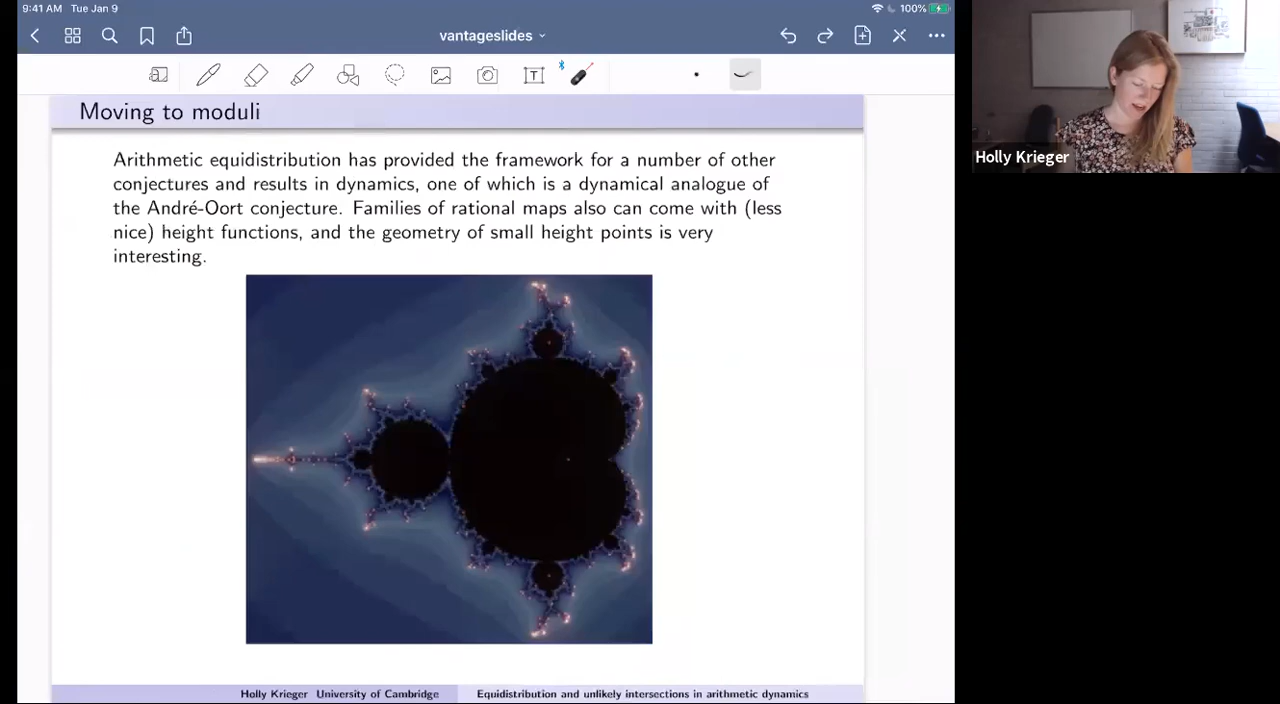 9:41 AM Tue Jan 9
100%
vantageslides
T
Moving to moduli
Arithmetic equidistribution has provided the framework for a number of other
conjectures and results in dynamics, one of which is a dynamical analogue of
the André-Oort conjecture. Families of rational maps also can come with (less
nice) height functions, and the geometry of small height points is very
interesting.
Holly Krieger University of Cambridge
Equidistribution and unlikely intersections in arithmetic dynamics
Holly Krieger